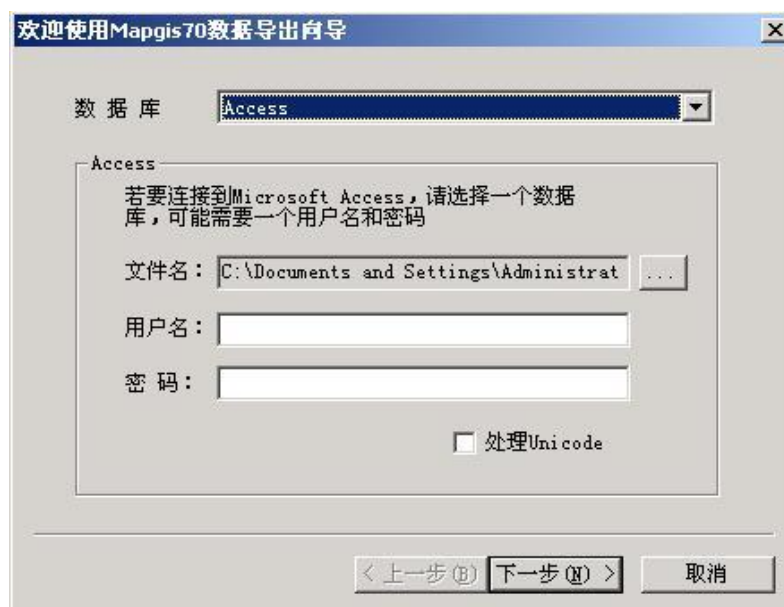 欢迎使用Mapgis70数据导出向导
数 据 库
Access
Access
若要连接到Microsoft Access,请选择一个数据
库,可能需要一个用户名和密码
文件名: C:\Documents and Settings\Administrat ...
用户名:
密 码:
处理Unicode
< 上一步(B) 下一步(N) > 取消